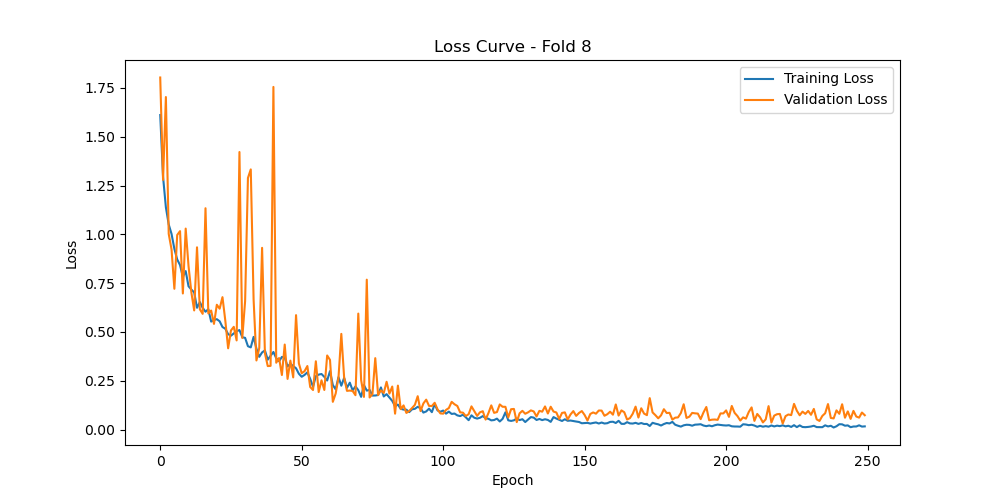 Loss Curve - Fold 8
Training Loss
Validation Loss
1.75
1.50
1.25
1.00
0.75
0.50
0.25
0.00
Loss
0 50 100 150 200 250
Epoch